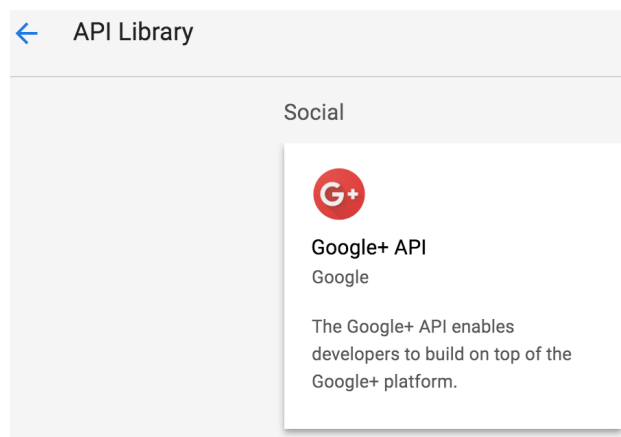 API Library
Social
G+
Google+ API
Google
The Google+ API enables
developers to build on top of the
Google+ platform.